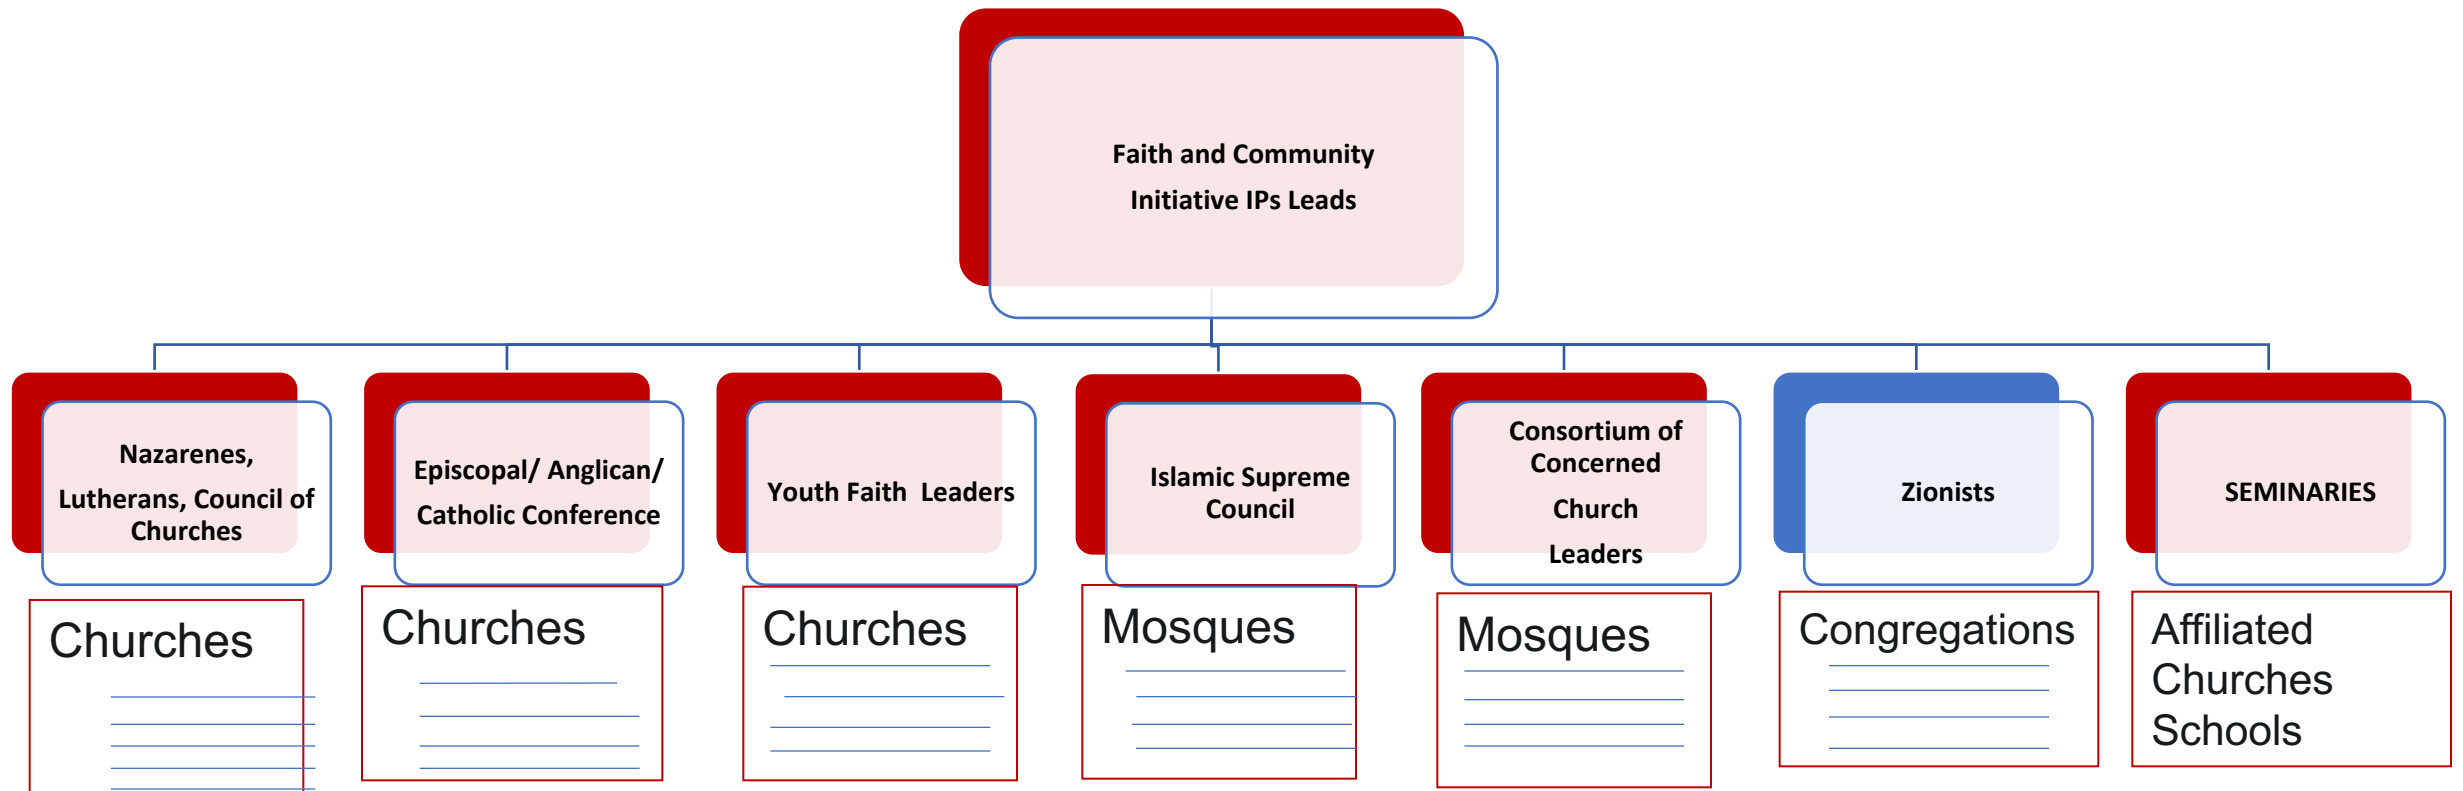 Faith and Community
Initiative IPs Leads
Nazarenes,
Lutherans, Council of
Churches
Episcopal/ Anglican/
Catholic Conference
Youth Faith  Leaders
Islamic Supreme
Council
Consortium of
Concerned
Church
Leaders
Zionists
SEMINARIES
Churches
Churches
Churches
Mosques
Mosques
Congregations
Affiliated
Churches
Schools